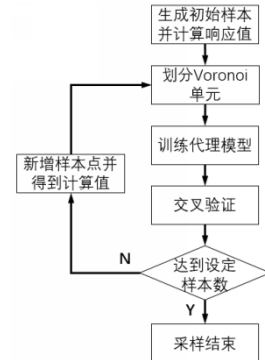 生成初始样本
并计算响应值
划分Voronoi
单元
训练代理模型
新增样本点并
得到计算值
交叉验证
N
达到设定
样本数
Y
采样结束